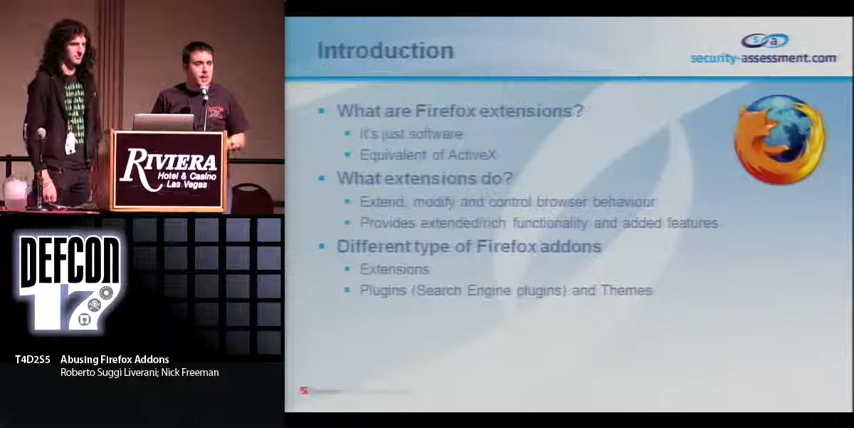 Introduction
sa
security-assessment.com
What are Firefox extensions?
It's just software
Equivalent of ActiveX
What extensions do?
Extend, modify and control browser behaviour
Provides extended/rich functionality and added features
Different type of Firefox addons
Extensions
Plugins (Search Engine plugins) and Themes
RIVIERA
Hotel & Casino
Las Vegas
DEFCON
17
T4D2S5 Abusing Firefox Addons
Roberto Suggi Liverani; Nick Freeman